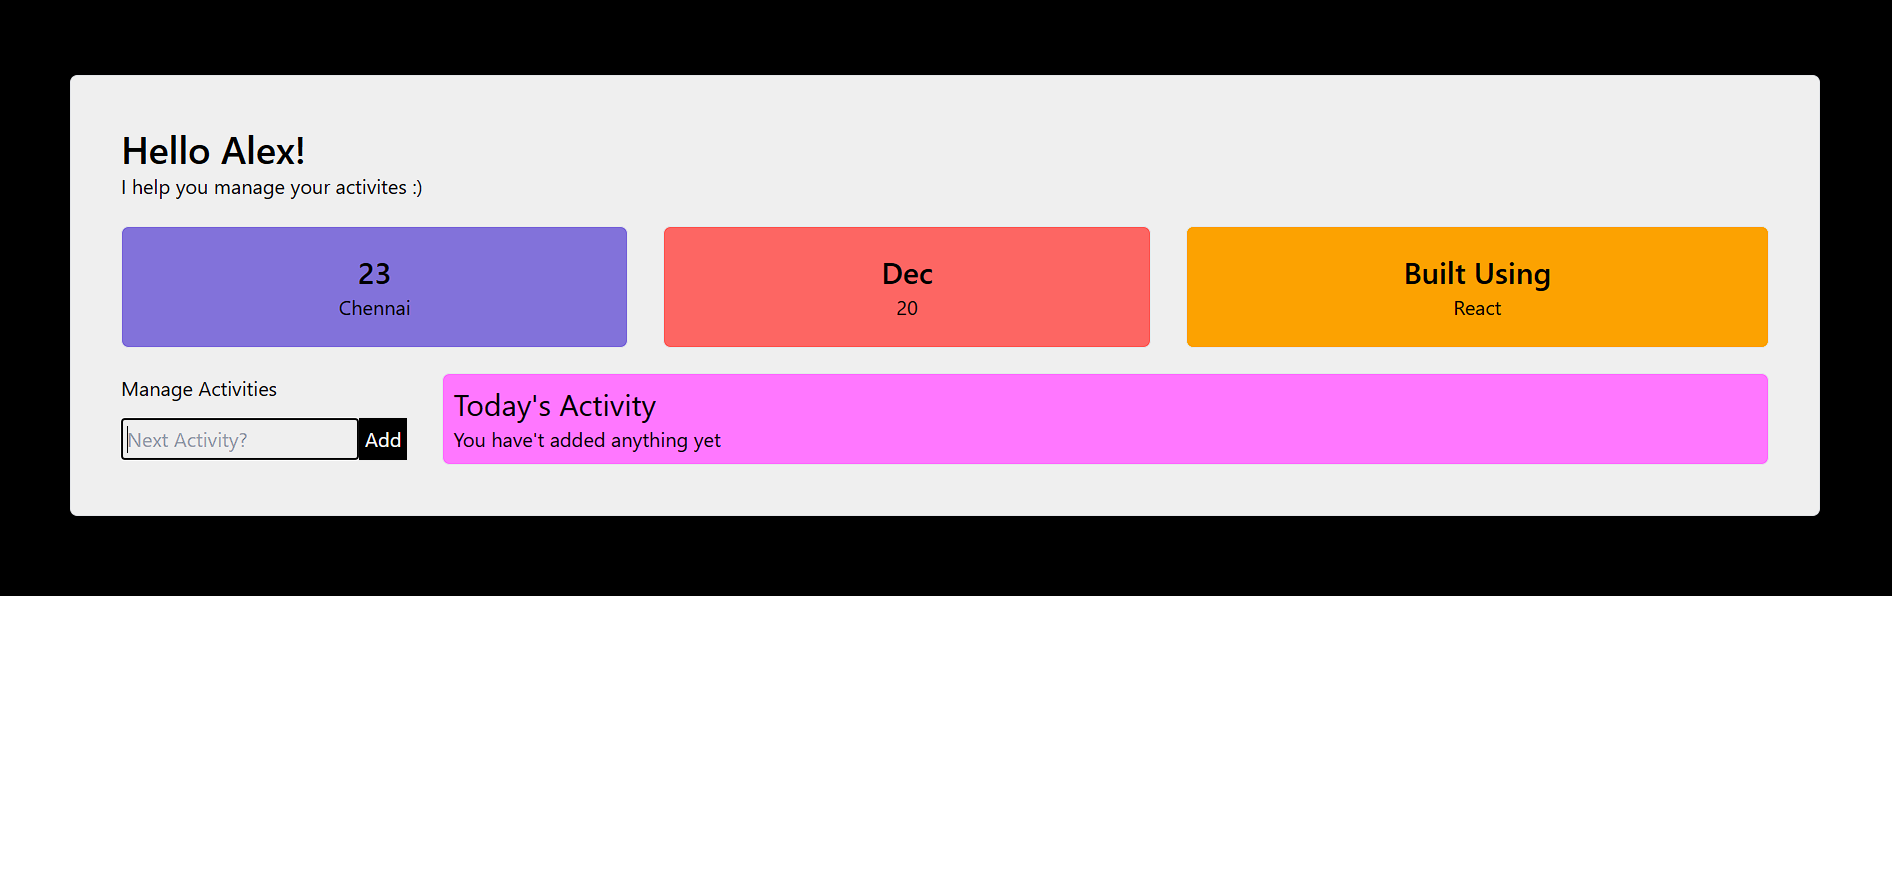 Hello Alex!
I help you manage your activites :)
23
Chennai
Dec
20
Built Using
React
Manage Activities
Next Activity?
Add
Today's Activity
You have't added anything yet